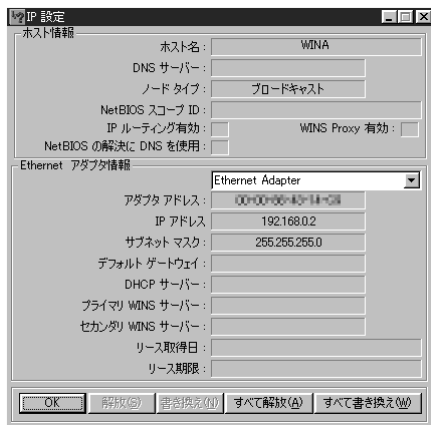 IP 設定
ホスト情報
ホスト名 : WINA
DNS サーバー :
ノード タイプ : ブロードキャスト
NetBIOS スコープ ID :
IP ルーティング有効 : WINS Proxy 有効 :
NetBIOS の解決に DNS を使用 :
Ethernet アダプタ情報
Ethernet Adapter
アダプタ アドレス :
IP アドレス 192.168.0.2
サブネット マスク : 255.255.255.0
デフォルト ゲートウェイ :
DHCP サーバー :
プライマリ WINS サーバー :
セカンダリ WINS サーバー :
リース取得日 :
リース期限 :
OK 解放(S) 書き換え(N) すべて解放(A) すべて書き換え(W)